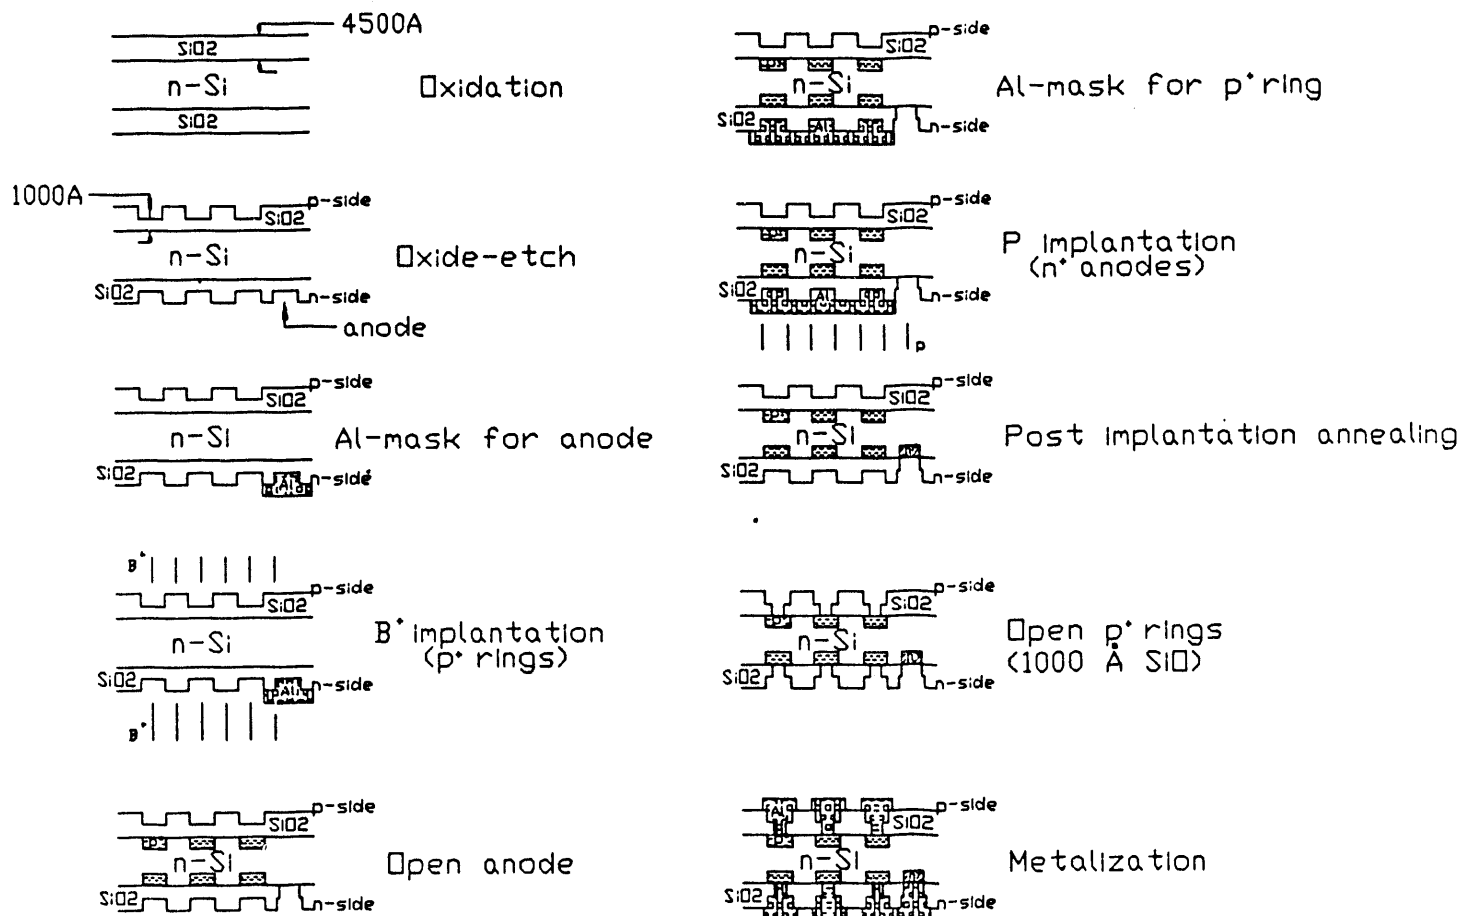 4500A
SiO2
n-Si
SiO2
Oxidation
1000A
p-side
SiO2
n-Si
Oxide-etch
SiO2
n-side
anode
p-side
SiO2
n-Si
Al-mask for anode
SiO2
Al
n-side
B+
p-side
SiO2
n-Si
B+ implantation
(p+ rings)
SiO2
Al
n-side
B+
p-side
SiO2
p+
n-Si
Open anode
SiO2
n-side
p-side
SiO2
p+
n-Si
Al-mask for p+ ring
SiO2
Al
n-side
p-side
SiO2
p+
n-Si
P implantation
(n+ anodes)
SiO2
Al
n-side
p
p-side
SiO2
p+
n-Si
Post implantation annealing
SiO2
n-side
p-side
SiO2
p+
n-Si
Open p+ rings
(1000 Å SiO)
SiO2
n-side
p-side
Al
SiO2
n-Si
Metalization
SiO2
n-side